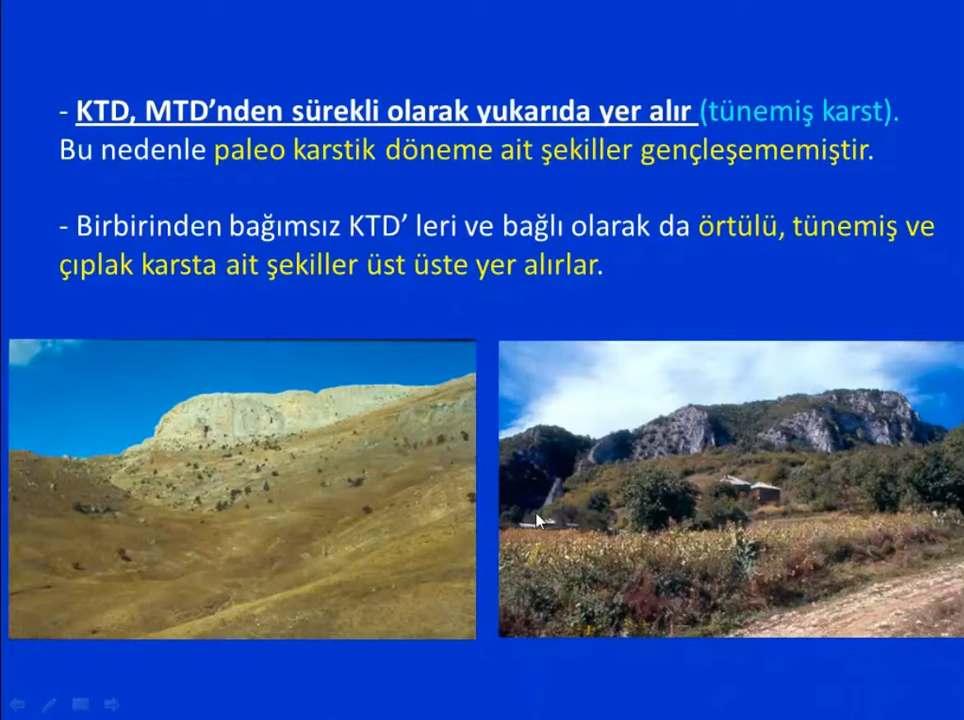 - KTD, MTD’nden sürekli olarak yukarıda yer alır (tünemiş karst).
Bu nedenle paleo karstik döneme ait şekiller gençleşememiştir.
- Birbirinden bağımsız KTD’ leri ve bağlı olarak da örtülü, tünemiş ve
çıplak karsta ait şekiller üst üste yer alırlar.